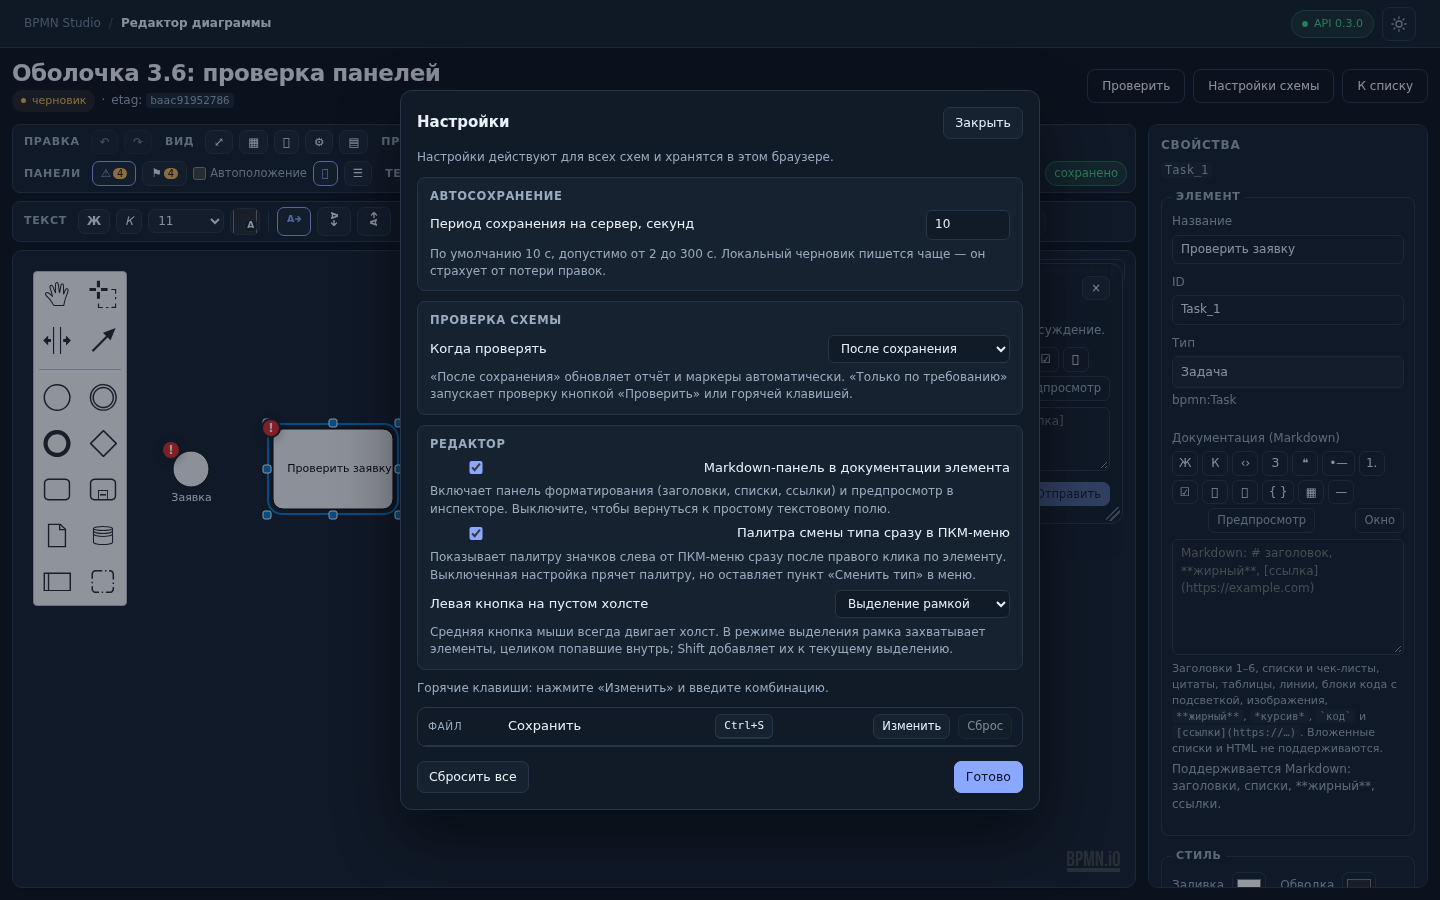 BPMN Studio / Редактор диаграммы
API 0.3.0
Оболочка 3.6: проверка панелей
черновик · etag: baac91952786
Проверить
Настройки схемы
К списку
ПРАВКА
ВИД
ПР
ПАНЕЛИ
4
4
Автоположение
ТЕ
сохранено
ТЕКСТ
Ж
К
11
A
A
A
A
Заявка
Проверить заявку
Настройки
Закрыть
Настройки действуют для всех схем и хранятся в этом браузере.
АВТОСОХРАНЕНИЕ
Период сохранения на сервер, секунд
10
По умолчанию 10 с, допустимо от 2 до 300 с. Локальный черновик пишется чаще — он
страхует от потери правок.
ПРОВЕРКА СХЕМЫ
Когда проверять
После сохранения
«После сохранения» обновляет отчёт и маркеры автоматически. «Только по требованию»
запускает проверку кнопкой «Проверить» или горячей клавишей.
РЕДАКТОР
Markdown-панель в документации элемента
Включает панель форматирования (заголовки, списки, ссылки) и предпросмотр в
инспекторе. Выключите, чтобы вернуться к простому текстовому полю.
Палитра смены типа сразу в ПКМ-меню
Показывает палитру значков слева от ПКМ-меню сразу после правого клика по элементу.
Выключенная настройка прячет палитру, но оставляет пункт «Сменить тип» в меню.
Левая кнопка на пустом холсте
Выделение рамкой
Средняя кнопка мыши всегда двигает холст. В режиме выделения рамка захватывает
элементы, целиком попавшие внутрь; Shift добавляет их к текущему выделению.
Горячие клавиши: нажмите «Изменить» и введите комбинацию.
ФАЙЛ
Сохранить
Ctrl+S
Изменить
Сброс
Сбросить все
Готово
×
суждение.
дпросмотр
лка]
Отправить
BPMN.iO
СВОЙСТВА
Task_1
ЭЛЕМЕНТ
Название
Проверить заявку
ID
Task_1
Тип
Задача
bpmn:Task
Документация (Markdown)
Ж К ‹› З ❝ •— 1.
☑ { } ▦ —
Предпросмотр
Окно
Markdown: # заголовок,
**жирный**, [ссылка]
(https://example.com)
Заголовки 1–6, списки и чек-листы,
цитаты, таблицы, линии, блоки кода с
подсветкой, изображения,
**жирный** , *курсив* , `код` и
[ссылки](https://…) . Вложенные
списки и HTML не поддерживаются.
Поддерживается Markdown:
заголовки, списки, **жирный**,
ссылки.
СТИЛЬ
Заливка
Обводка